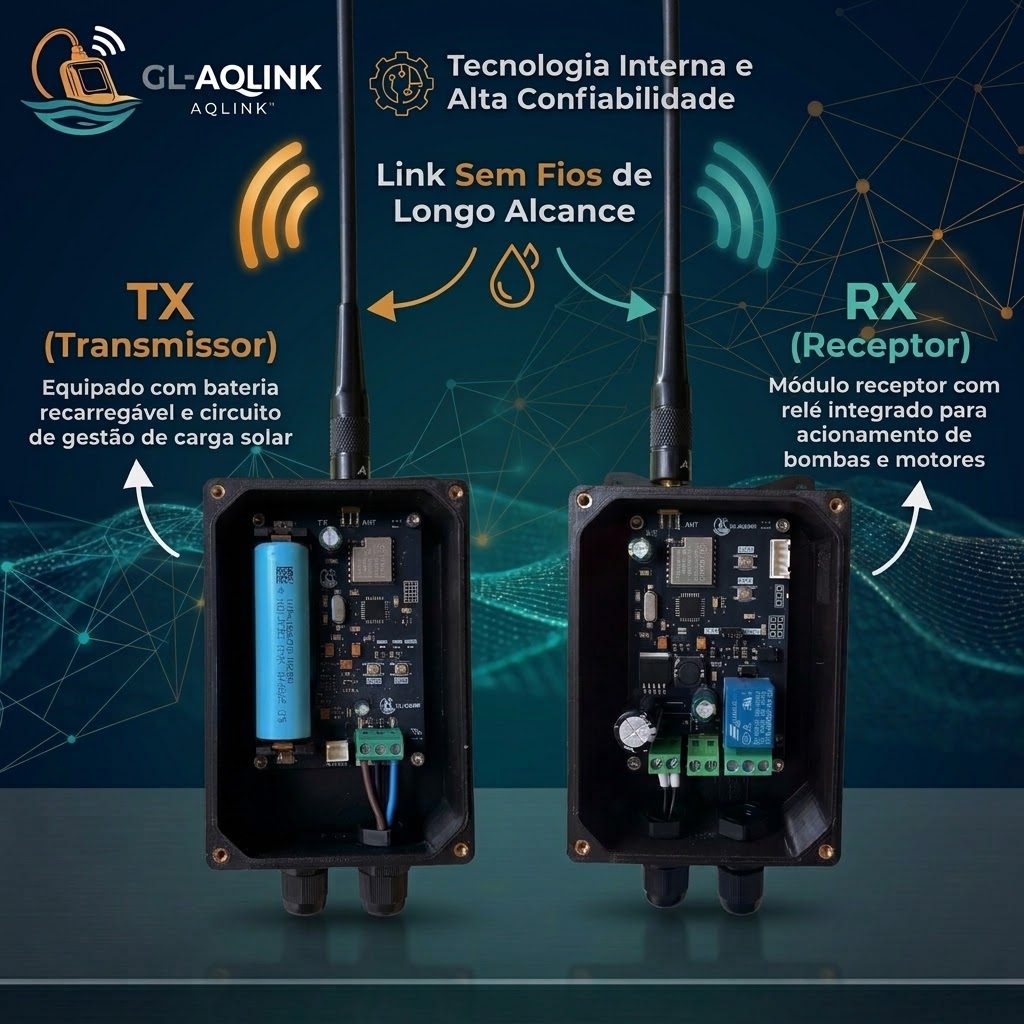 GL-AQLINK
AQLINK™
Tecnologia Interna e
Alta Confiabilidade
Link Sem Fios de
Longo Alcance
TX
(Transmissor)
Equipado com bateria
recarregável e circuito
de gestão de carga solar
RX
(Receptor)
Módulo receptor com
relé integrado para
acionamento de
bombas e motores
ANT